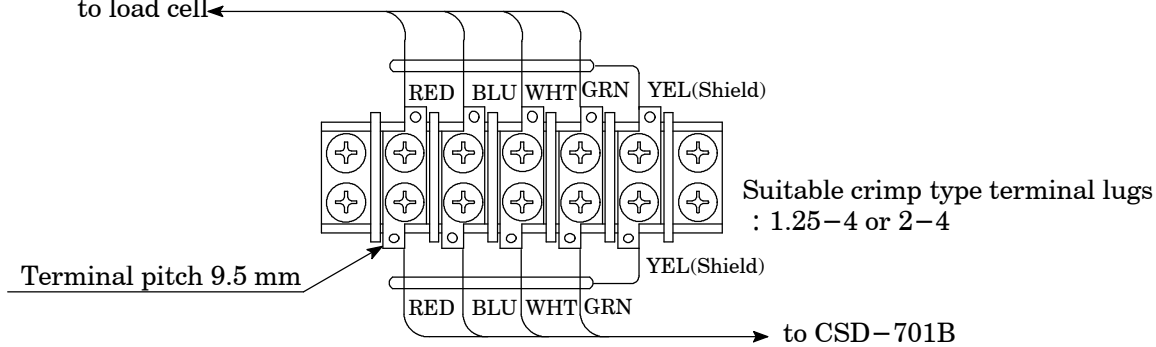 to load cell
RED BLU WHT GRN YEL(Shield)
Suitable crimp type terminal lugs
: 1.25−4 or 2−4
Terminal pitch 9.5 mm
YEL(Shield)
RED BLU WHT GRN
to CSD−701B